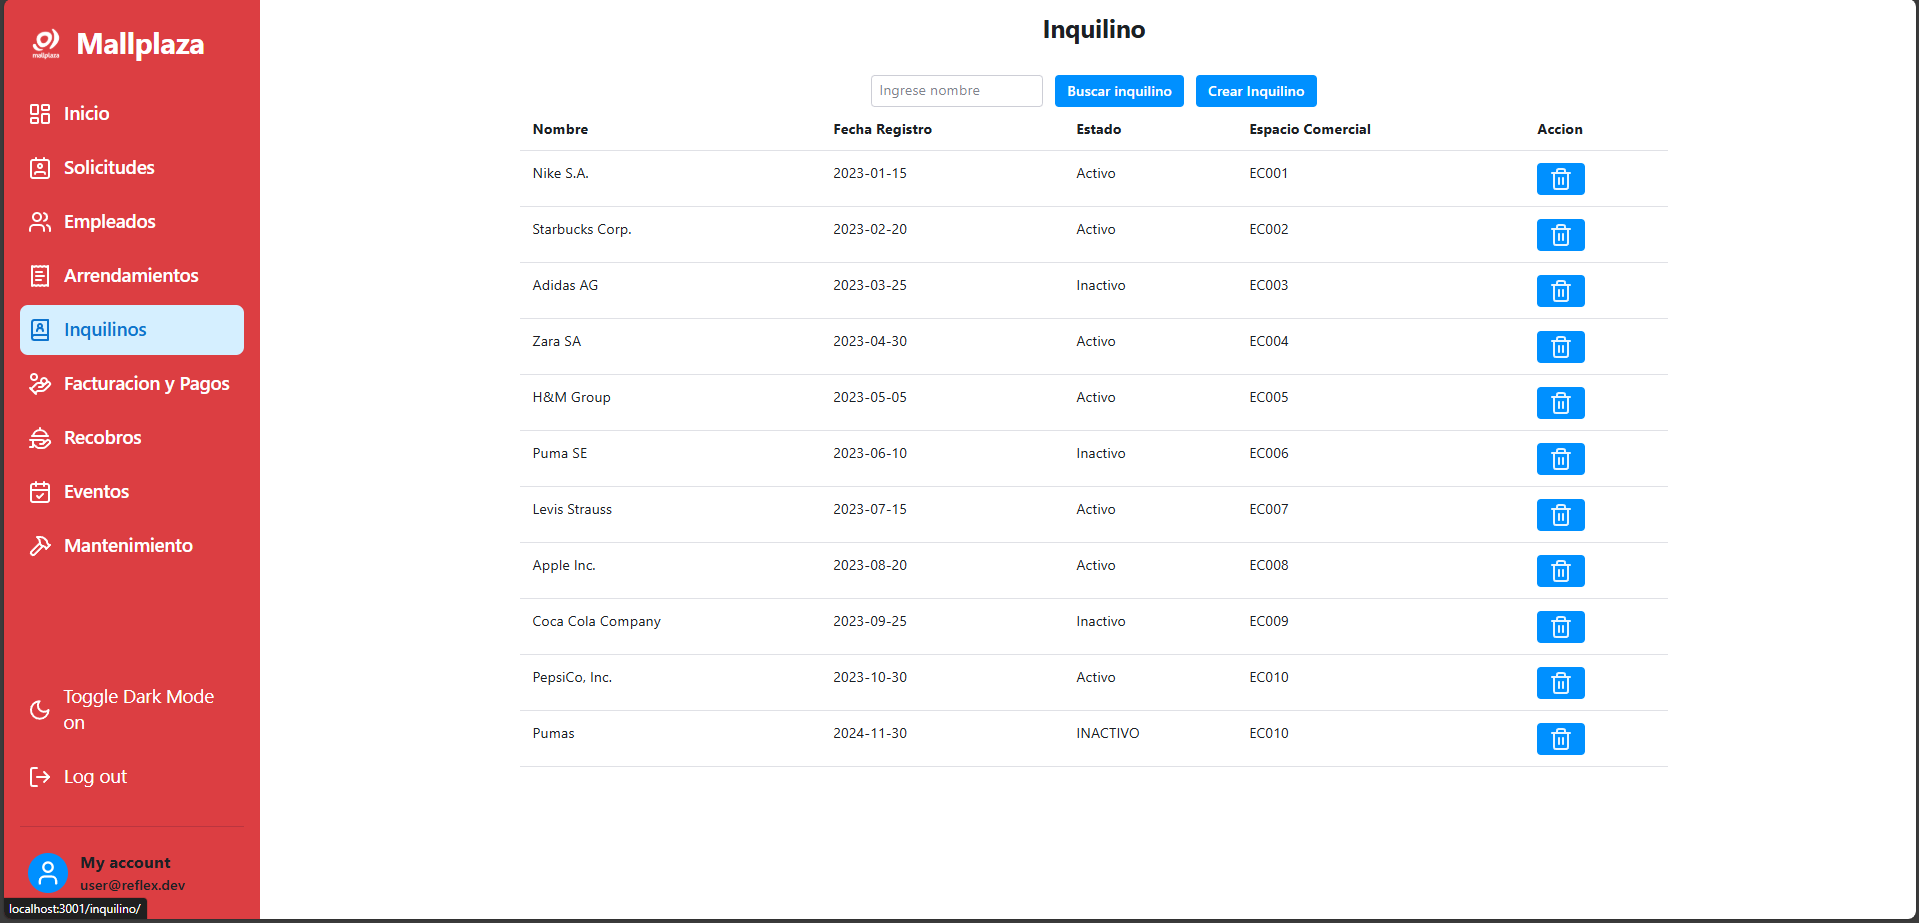 mallplaza
Mallplaza
Inicio
Solicitudes
Empleados
Arrendamientos
Inquilinos
Facturacion y Pagos
Recobros
Eventos
Mantenimiento
Toggle Dark Mode
on
Log out
My account
user@reflex.dev
localhost:3001/inquilino/
Inquilino
Ingrese nombre Buscar inquilino Crear Inquilino
Nombre Fecha Registro Estado Espacio Comercial Accion
Nike S.A. 2023-01-15 Activo EC001
Starbucks Corp. 2023-02-20 Activo EC002
Adidas AG 2023-03-25 Inactivo EC003
Zara SA 2023-04-30 Activo EC004
H&M Group 2023-05-05 Activo EC005
Puma SE 2023-06-10 Inactivo EC006
Levis Strauss 2023-07-15 Activo EC007
Apple Inc. 2023-08-20 Activo EC008
Coca Cola Company 2023-09-25 Inactivo EC009
PepsiCo, Inc. 2023-10-30 Activo EC010
Pumas 2024-11-30 INACTIVO EC010